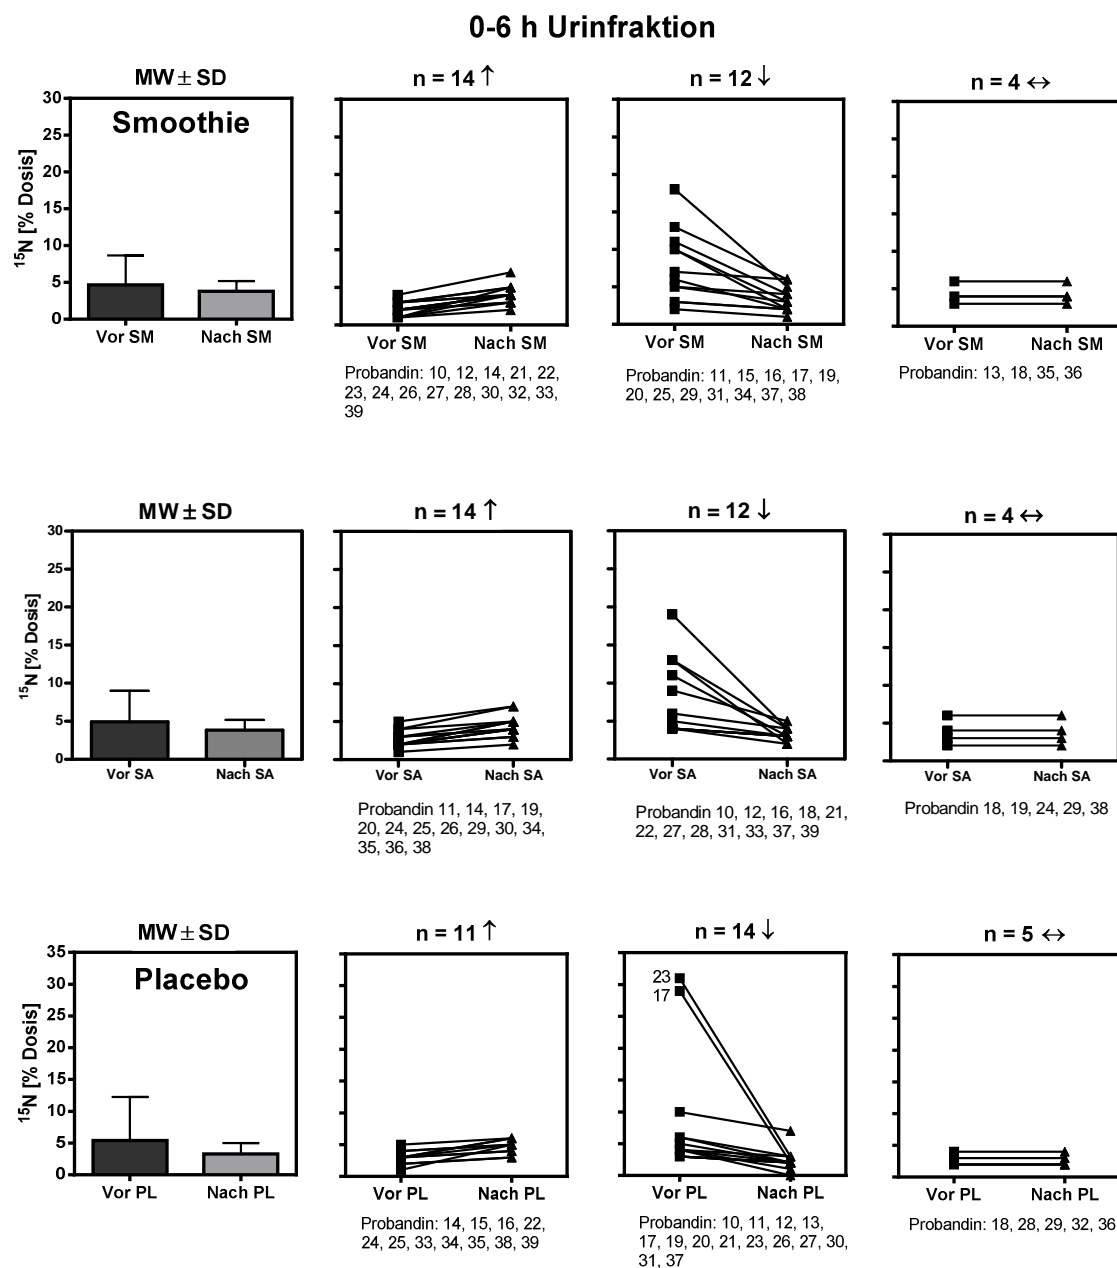 0-6 h Urinfraktion
MW ± SD
n = 14 ↑
n = 12 ↓
n = 4 ↔
Smoothie
¹⁵N [% Dosis]
30
25
20
15
10
5
0
Vor SM
Nach SM
Vor SM
Nach SM
Vor SM
Nach SM
Vor SM
Nach SM
Probandin: 10, 12, 14, 21, 22,
23, 24, 26, 27, 28, 30, 32, 33,
39
Probandin: 11, 15, 16, 17, 19,
20, 25, 29, 31, 34, 37, 38
Probandin: 13, 18, 35, 36
MW ± SD
n = 14 ↑
n = 12 ↓
n = 4 ↔
¹⁵N [% Dosis]
30
25
20
15
10
5
0
Vor SA
Nach SA
Vor SA
Nach SA
Vor SA
Nach SA
Vor SA
Nach SA
Probandin 11, 14, 17, 19,
20, 24, 25, 26, 29, 30, 34,
35, 36, 38
Probandin 10, 12, 16, 18, 21,
22, 27, 28, 31, 33, 37, 39
Probandin 18, 19, 24, 29, 38
MW ± SD
n = 11 ↑
n = 14 ↓
n = 5 ↔
Placebo
¹⁵N [% Dosis]
35
30
25
20
15
10
5
0
23
17
Vor PL
Nach PL
Vor PL
Nach PL
Vor PL
Nach PL
Vor PL
Nach PL
Probandin: 14, 15, 16, 22,
24, 25, 33, 34, 35, 38, 39
Probandin: 10, 11, 12, 13,
17, 19, 20, 21, 23, 26, 27, 30,
31, 37
Probandin: 18, 28, 29, 32, 36